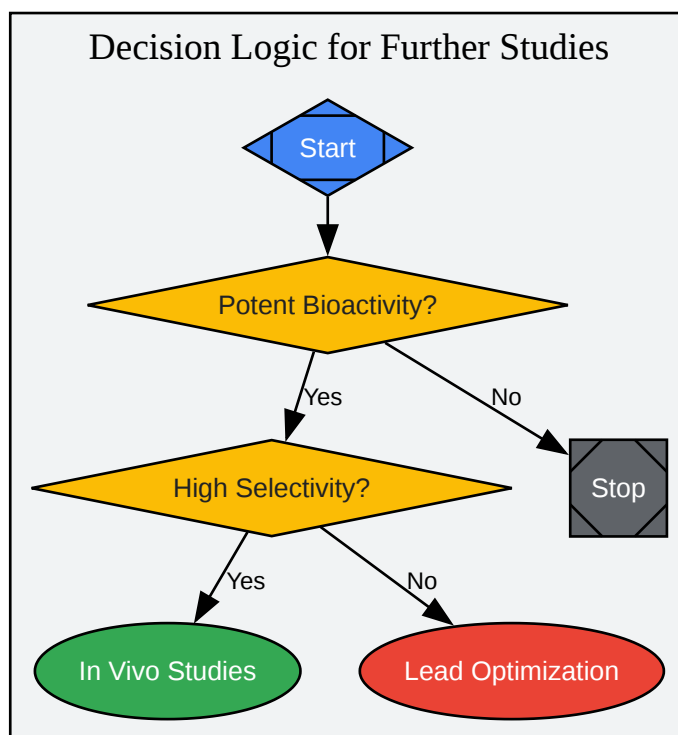 Decision Logic for Further Studies
Start
Potent Bioactivity?
Yes
No
High Selectivity?
Stop
Yes
No
In Vivo Studies
Lead Optimization